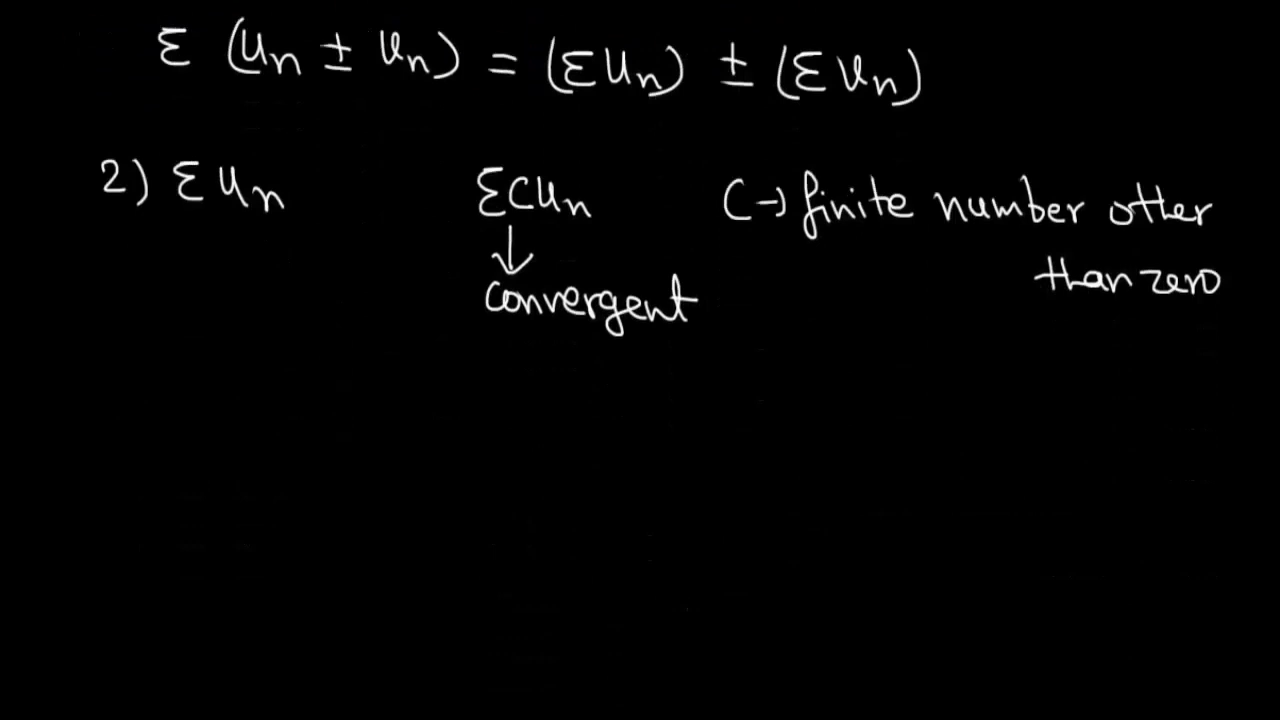 Σ (Un ± Vn) = (ΣUn) ± (ΣVn)
2) ΣUn ΣCUn C→ finite number other
than zero
↓
convergent